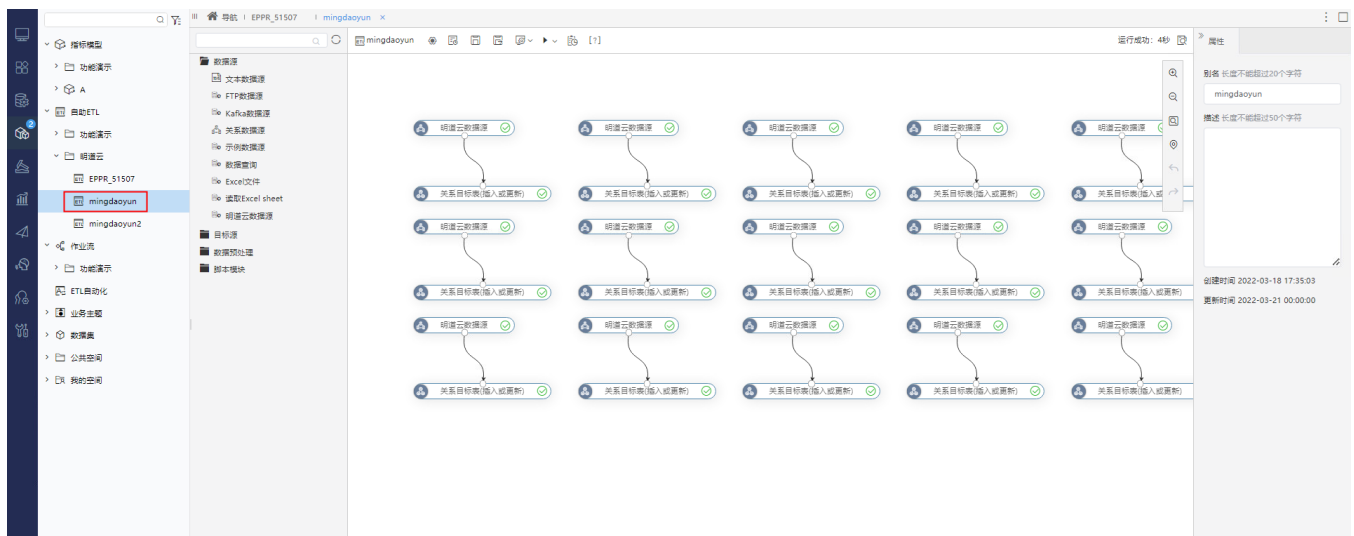 导航 EPPR_51507 mingdaoyun ×
指标模型
功能演示
A
自助ETL
2
功能演示
明道云
EPPR_51507
mingdaoyun
mingdaoyun2
作业流
功能演示
ETL自动化
业务主题
数据集
公共空间
我的空间
数据源
文本数据源
FTP数据源
Kafka数据源
关系数据源
示例数据源
数据查询
Excel文件
读取Excel sheet
明道云数据源
目标源
数据预处理
脚本模块
mingdaoyun [?] 运行成功：4秒
明道云数据源 明道云数据源 明道云数据源 明道云数据源 明道云数据源
关系目标表(插入或更新) 关系目标表(插入或更新) 关系目标表(插入或更新) 关系目标表(插入或更新) 关系目标表(插入或更
明道云数据源 明道云数据源 明道云数据源 明道云数据源 明道云数据源
关系目标表(插入或更新) 关系目标表(插入或更新) 关系目标表(插入或更新) 关系目标表(插入或更新) 关系目标表(插入或更新)
明道云数据源 明道云数据源 明道云数据源 明道云数据源 明道云数据源
关系目标表(插入或更新) 关系目标表(插入或更新) 关系目标表(插入或更新) 关系目标表(插入或更新) 关系目标表(插入或更新)
属性
别名 长度不能超过20个字符
mingdaoyun
描述 长度不能超过50个字符
创建时间 2022-03-18 17:35:03
更新时间 2022-03-21 00:00:00